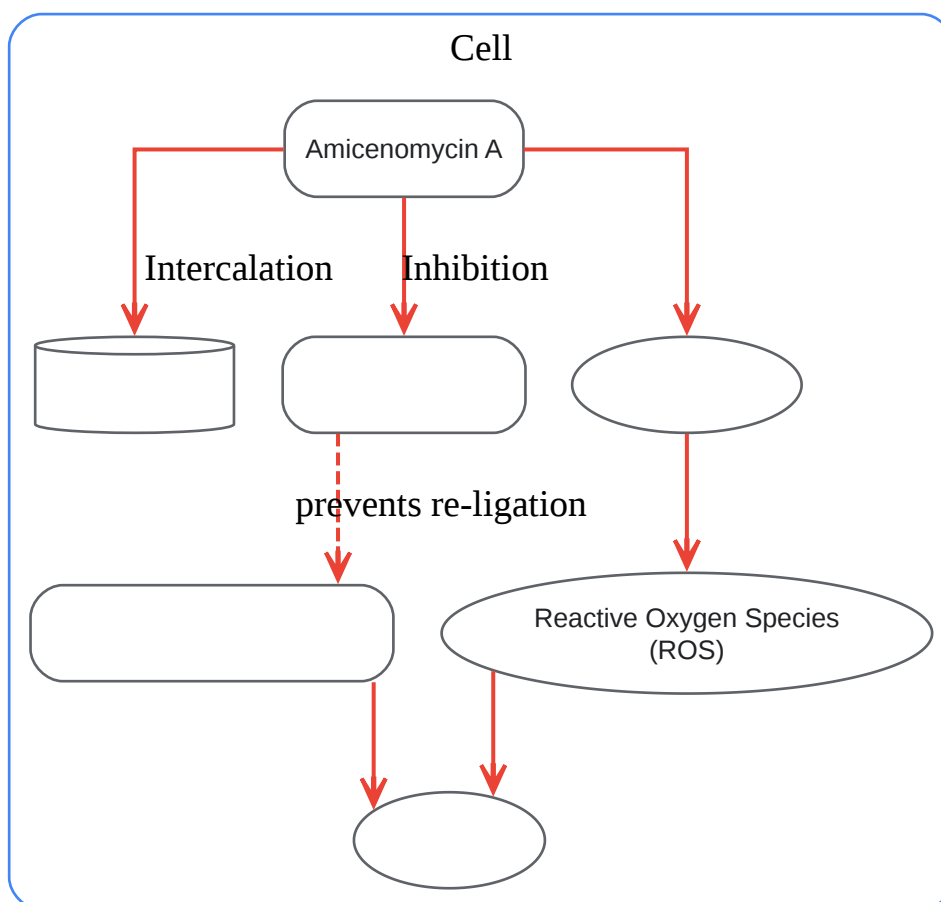 Cell
Amicenomycin A
Intercalation
Inhibition
prevents re-ligation
Reactive Oxygen Species
(ROS)